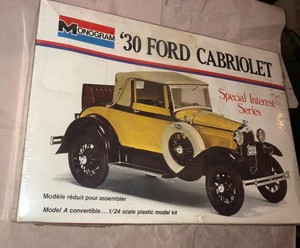 MONOGRAM
'30 FORD CABRIOLET
Special Interest
Series
Modèle réduit pour assembler
Model A convertible...1/24 scale plastic model kit